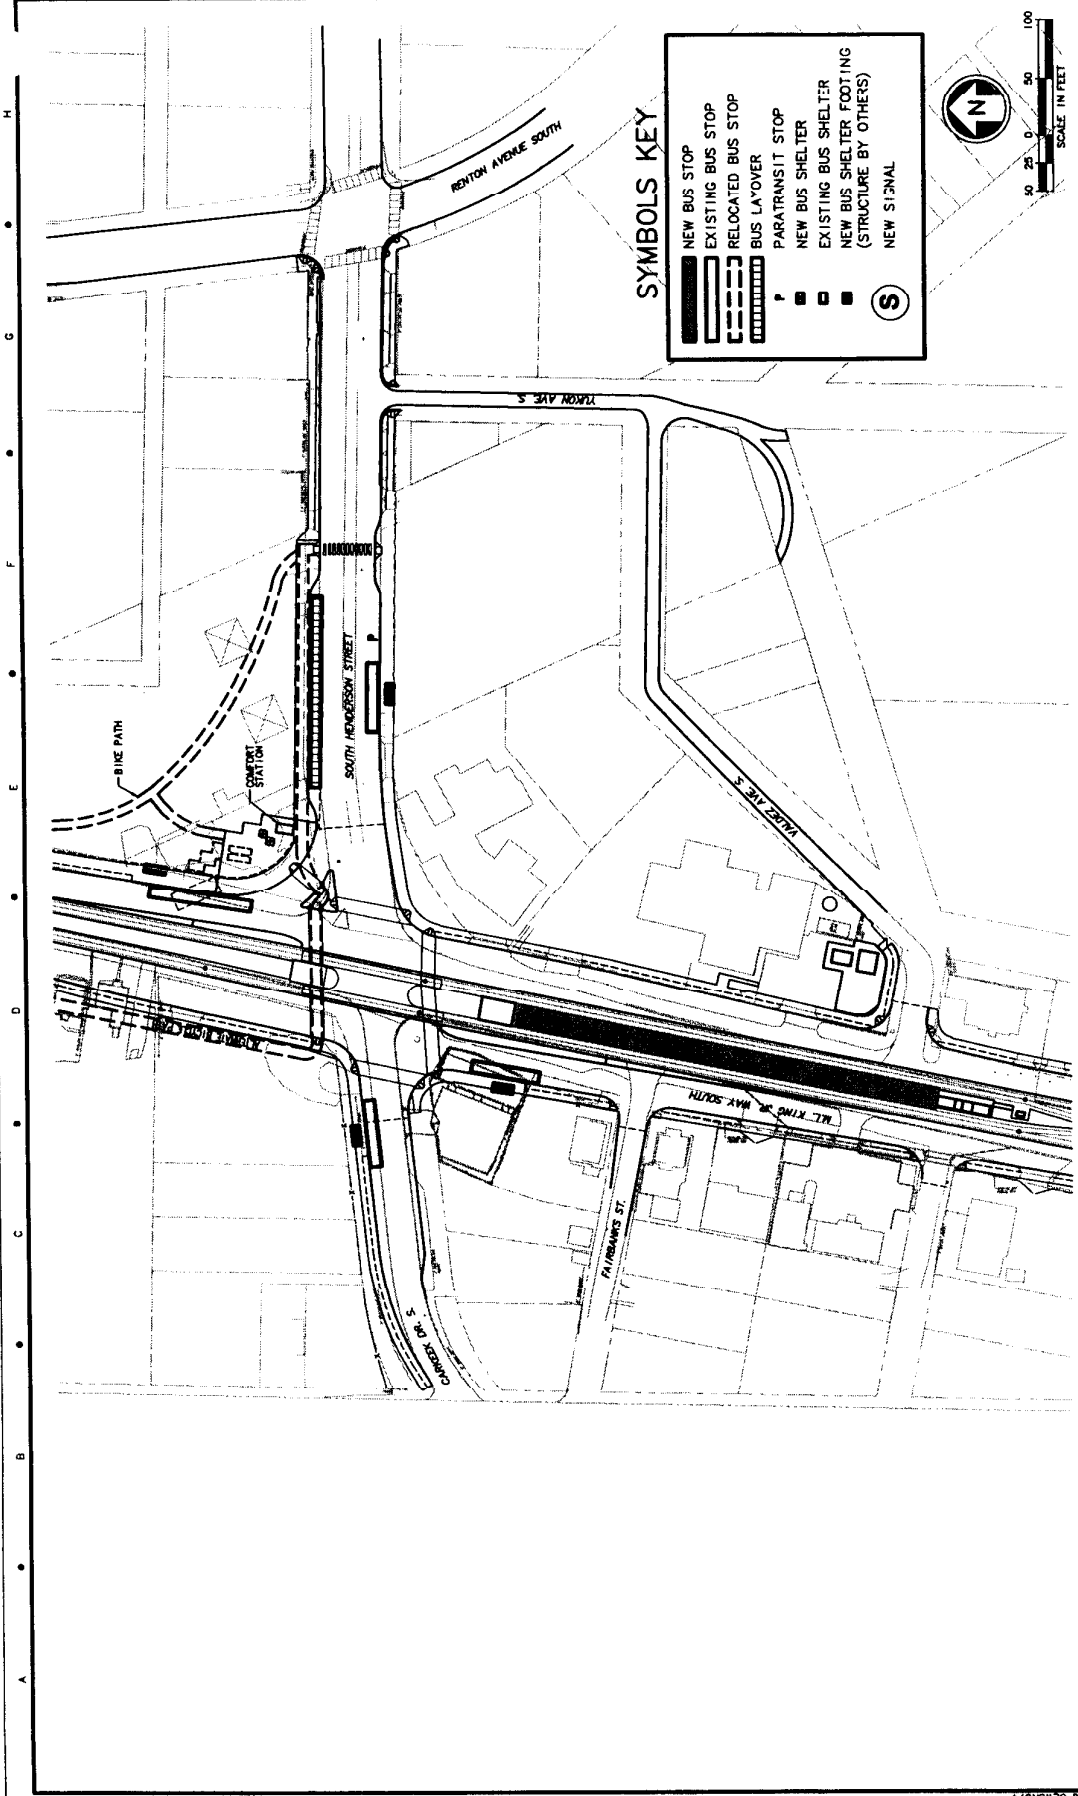 H
G
F
E
D
C
B
A
SYMBOLS KEY
NEW BUS STOP
EXISTING BUS STOP
RELOCATED BUS STOP
BUS LAYOVER
P PARATRANSIT STOP
NEW BUS SHELTER
EXISTING BUS SHELTER
NEW BUS SHELTER FOOTING
(STRUCTURE BY OTHERS)
S NEW SIGNAL
N
50 25 0 50 100
SCALE IN FEET
RENTON AVENUE SOUTH
YUKON AVE S.
SOUTH HENDERSON STREET
P
BIKE PATH
COMFORT
STATION
VALDEZ AVE S.
M.L. KING JR WAY SOUTH
FAIRBANKS ST.
CARKEEK DR. S